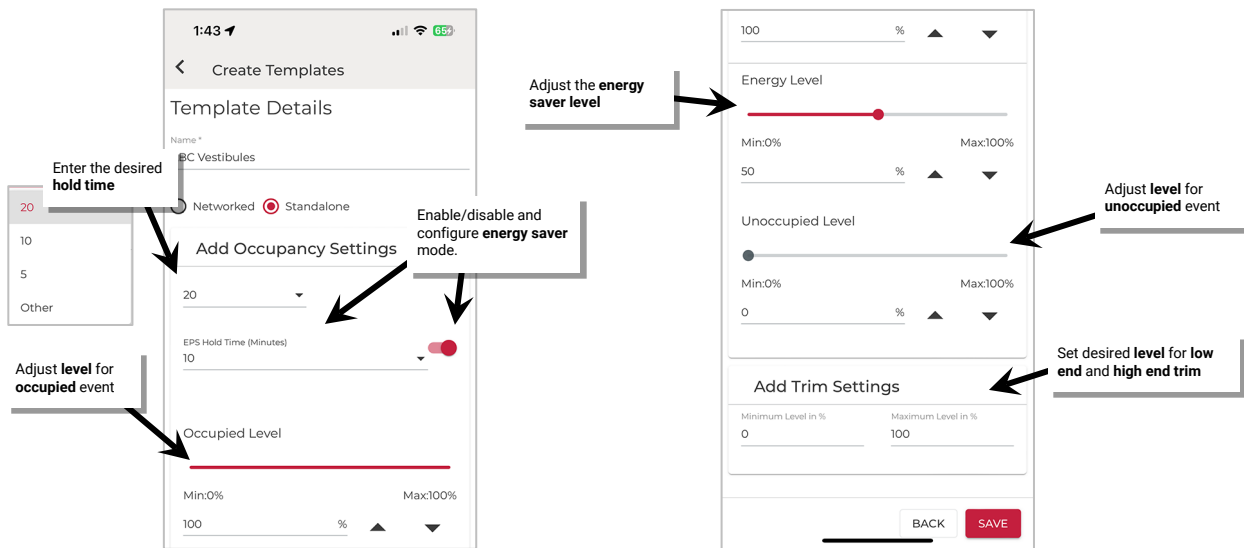 1:43
65
Create Templates
Template Details
Name *
BC Vestibules
Enter the desired
hold time
20
10
5
Other
Networked
Standalone
Enable/disable and
configure energy saver
mode.
Add Occupancy Settings
20
EPS Hold Time (Minutes)
10
Adjust level for
occupied event
Occupied Level
Min:0% Max:100%
100 %
100 %
Adjust the energy
saver level
Energy Level
Min:0% Max:100%
50 %
Adjust level for
unoccupied event
Unoccupied Level
Min:0% Max:100%
0 %
Set desired level for low
end and high end trim
Add Trim Settings
Minimum Level in % Maximum Level in %
0 100
BACK SAVE